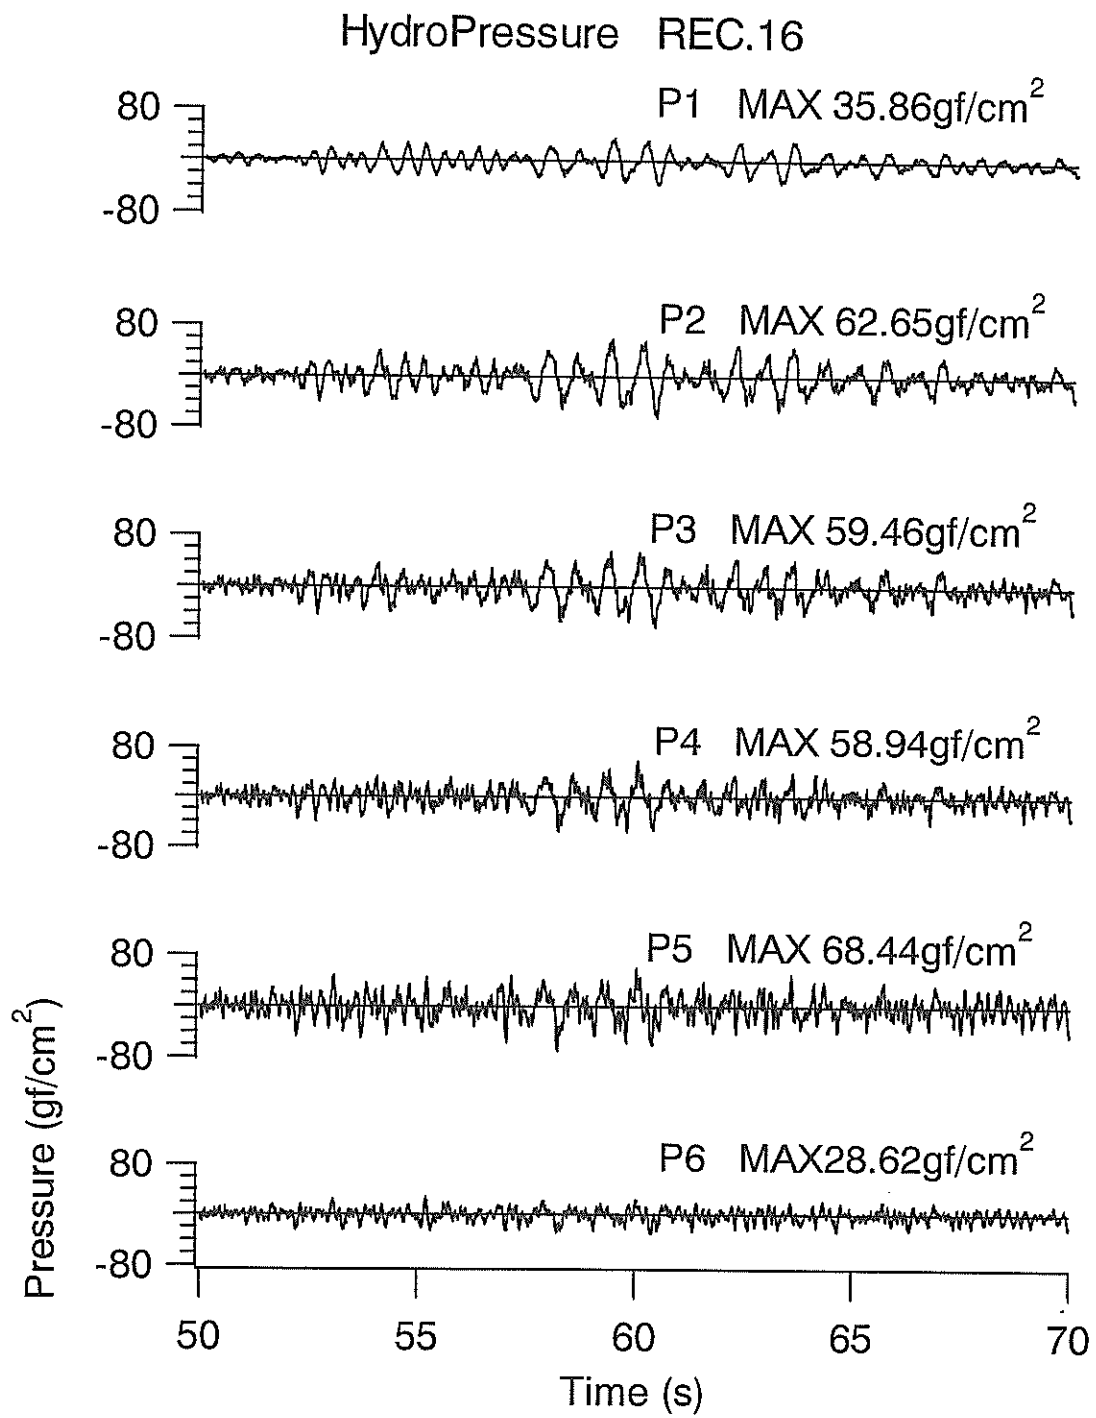 HydroPressure REC.16
P1 MAX 35.86gf/cm²
80
-80
P2 MAX 62.65gf/cm²
80
-80
P3 MAX 59.46gf/cm²
80
-80
P4 MAX 58.94gf/cm²
80
-80
P5 MAX 68.44gf/cm²
80
-80
P6 MAX28.62gf/cm²
80
-80
Pressure (gf/cm²)
50 55 60 65 70
Time (s)